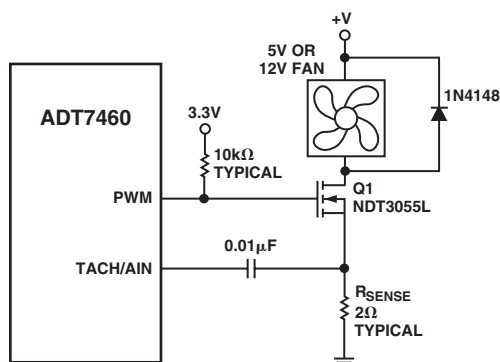 +V
5V OR
12V FAN
1N4148
ADT7460
3.3V
10kΩ
TYPICAL
Q1
NDT3055L
PWM
0.01μF
TACH/AIN
RSENSE
2Ω
TYPICAL